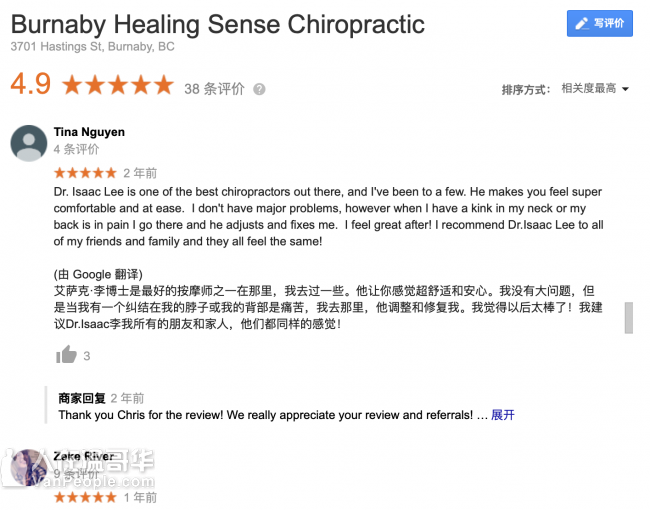 Burnaby Healing Sense Chiropractic
写评价
3701 Hastings St, Burnaby, BC
4.9 38 条评价
排序方式： 相关度最高
Tina Nguyen
4 条评价
2 年前
Dr. Isaac Lee is one of the best chiropractors out there, and I've been to a few. He makes you feel super
comfortable and at ease.  I don't have major problems, however when I have a kink in my neck or my
back is in pain I go there and he adjusts and fixes me.  I feel great after! I recommend Dr.Isaac Lee to all
of my friends and family and they all feel the same!
(由 Google 翻译)
艾萨克·李博士是最好的按摩师之一在那里，我去过一些。他让你感觉超舒适和安心。我没有大问题，但
是当我有一个纠结在我的脖子或我的背部是痛苦，我去那里，他调整和修复我。我觉得以后太棒了！我建
议Dr.Isaac李我所有的朋友和家人，他们都同样的感觉！
3
商家回复 2 年前
Thank you Chris for the review! We really appreciate your review and referrals! … 展开
Zeke River
9 条评价
1 年前
人在温哥华
VanPeople.com